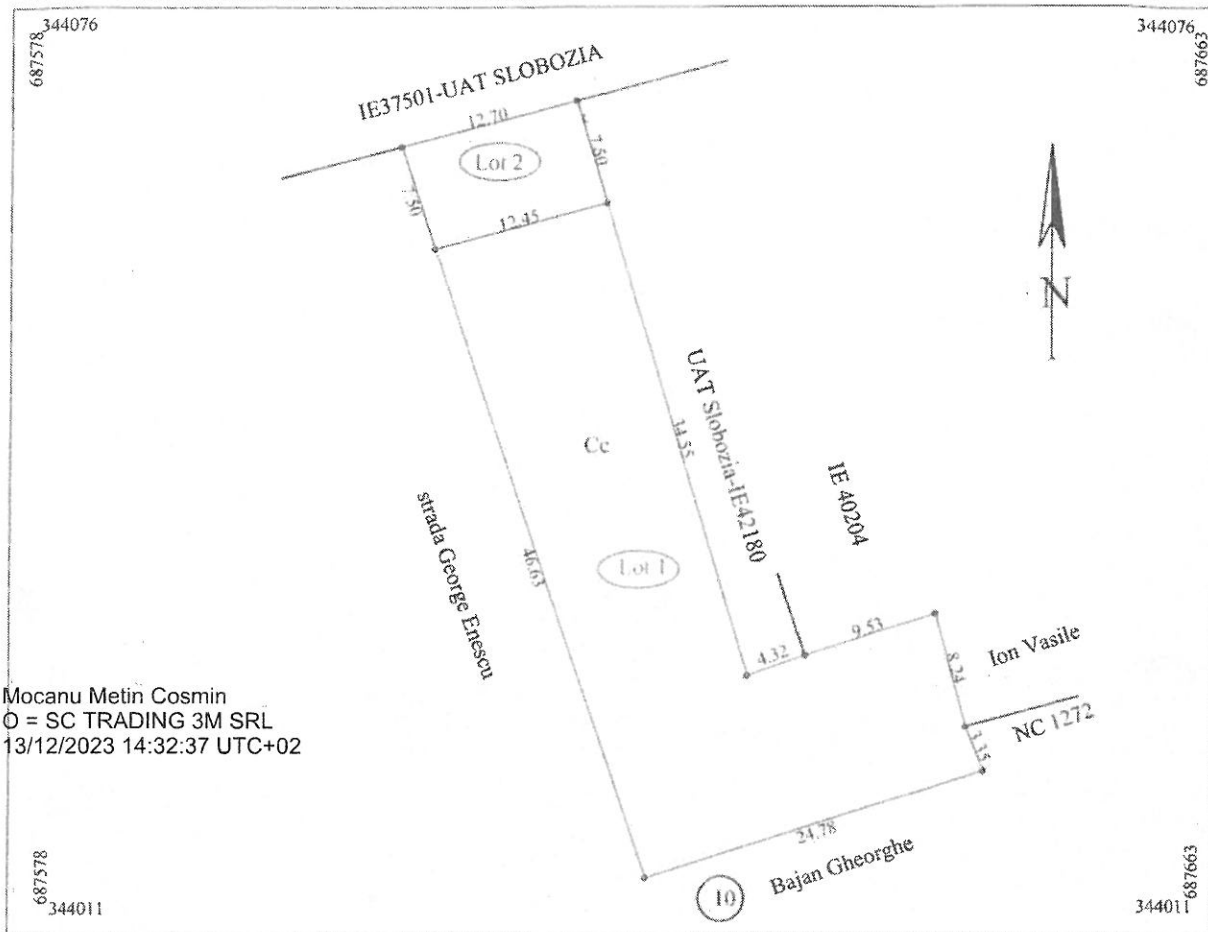 344076
687578
344076
687663
IE37501-UAT SLOBOZIA
12.70
Lot 2
7.50
7.50
12.45
N
UAT Slobozia-IE42180
34.55
Cc
IE 40204
strada George Enescu
46.63
Lot 1
9.53
4.32
8.24
Ion Vasile
NC 1272
3.35
Mocanu Metin Cosmin
O = SC TRADING 3M SRL
13/12/2023 14:32:37 UTC+02
24.78
Bajan Gheorghe
10
687578
344011
687663
344011